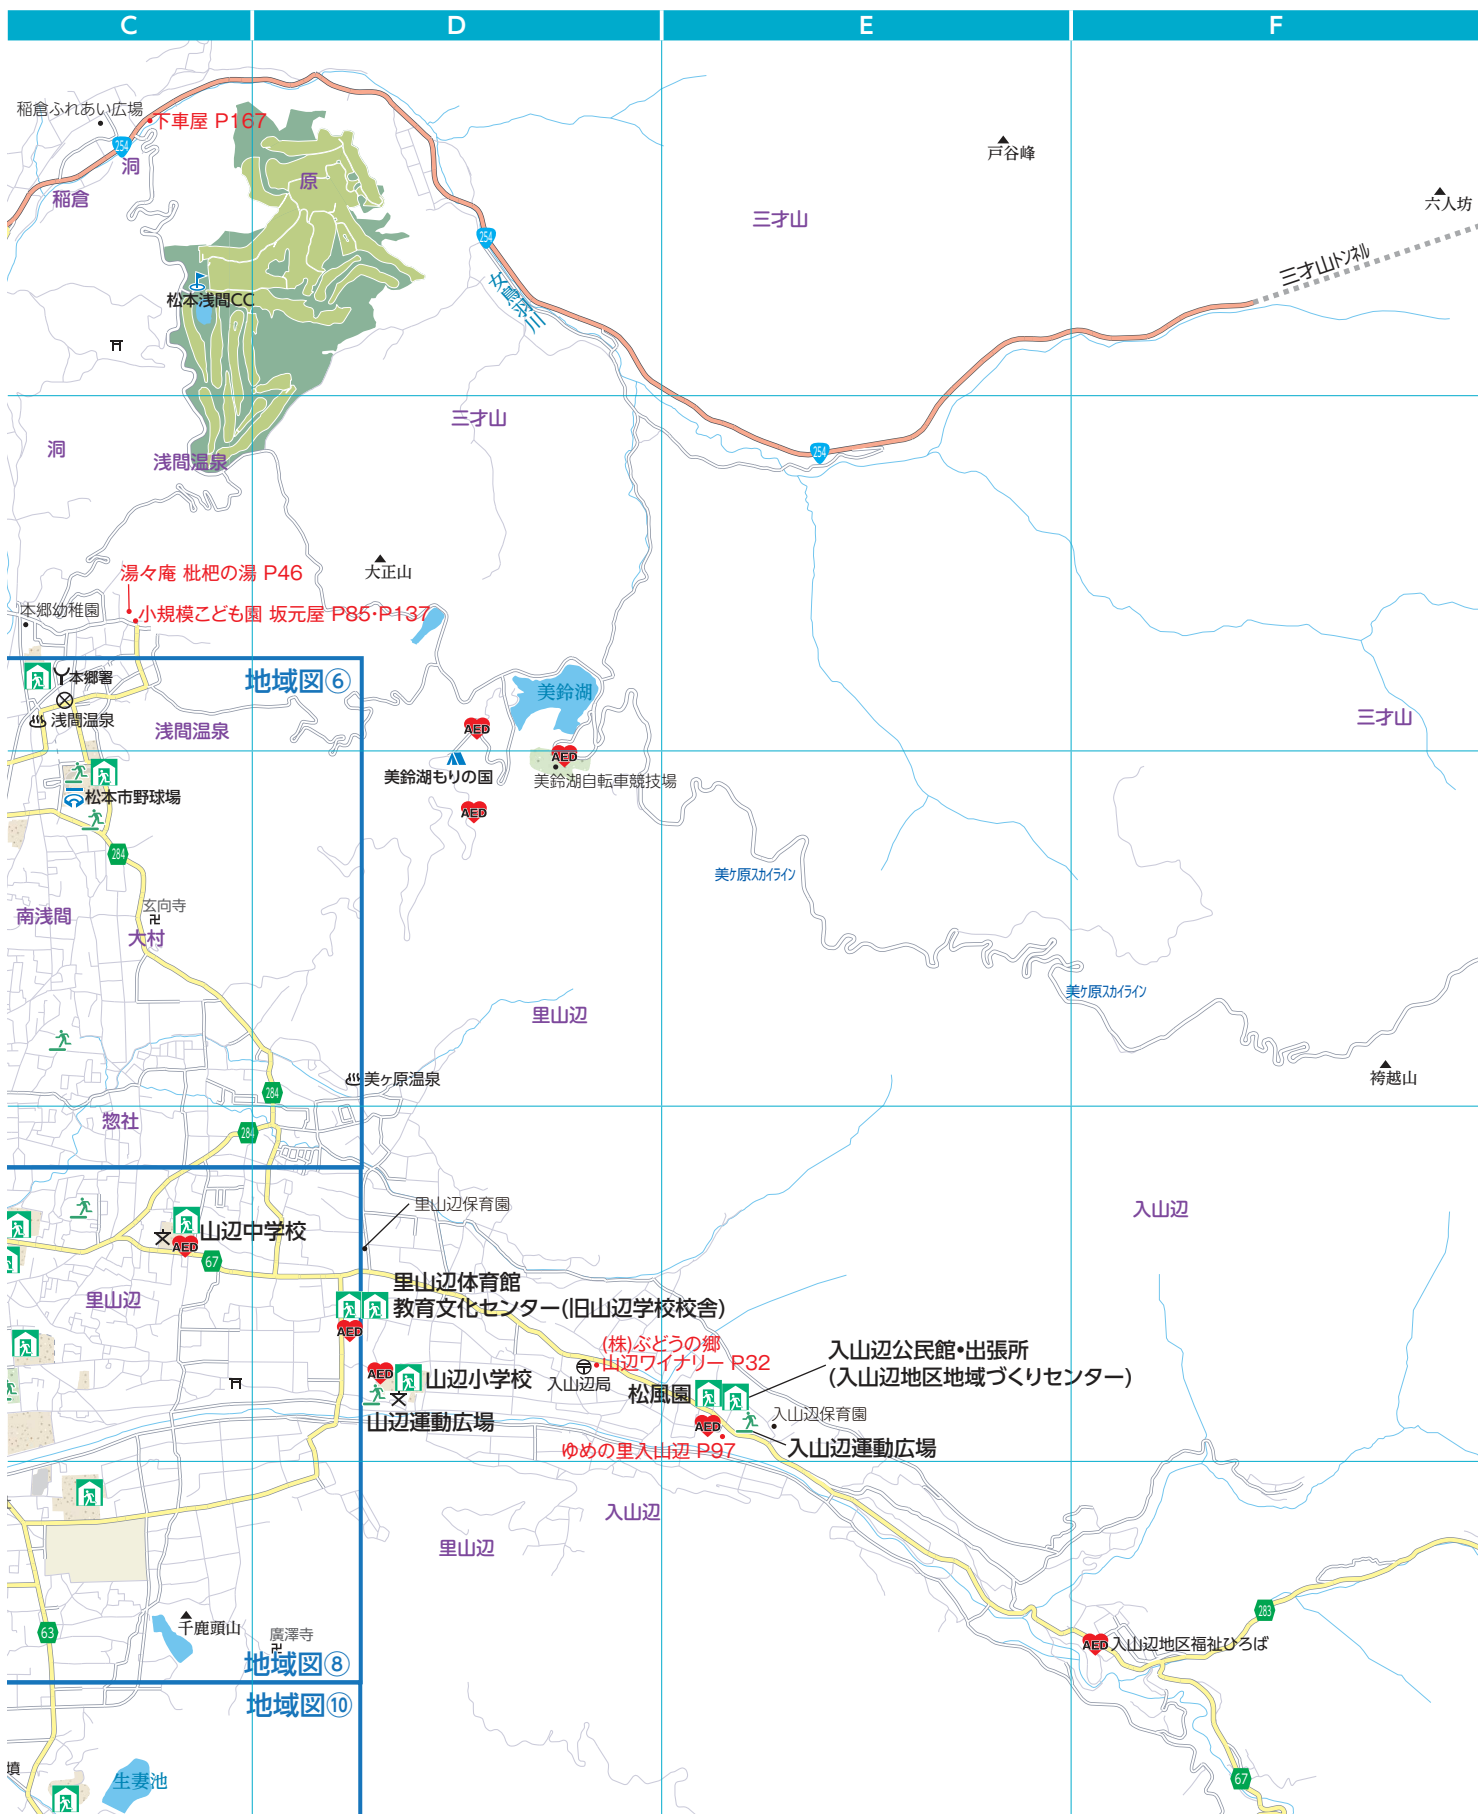 C
D
E
F
稲倉ふれあい広場
下車屋 P167
254
洞
稲倉
原
戸谷峰
六人坊
三才山
254
三才山トンネル
女鳥羽川
松本浅間CC
三才山
洞
浅間温泉
254
大正山
湯々庵 枇杷の湯 P46
本郷幼稚園
小規模こども園 坂元屋 P85・P137
地域図⑥
本郷署
浅間温泉
浅間温泉
美鈴湖
三才山
AED
AED
美鈴湖もりの国
美鈴湖自転車競技場
松本市野球場
AED
284
美ケ原スカイライン
玄向寺
南浅間
大村
美ケ原スカイライン
里山辺
美ヶ原温泉
袴越山
284
惣社
284
里山辺保育園
入山辺
山辺中学校
AED
67
里山辺体育館
里山辺
教育文化センター(旧山辺学校校舎)
AED
(株)ぶどうの郷
山辺ワイナリー P32
入山辺公民館・出張所
(入山辺地区地域づくりセンター)
AED
山辺小学校
入山辺局
松風園
山辺運動広場
AED
入山辺保育園
ゆめの里入山辺 P97
入山辺運動広場
入山辺
里山辺
283
千鹿頭山
63
廣澤寺
AED
入山辺地区福祉ひろば
地域図⑧
地域図⑩
墳
生妻池
67